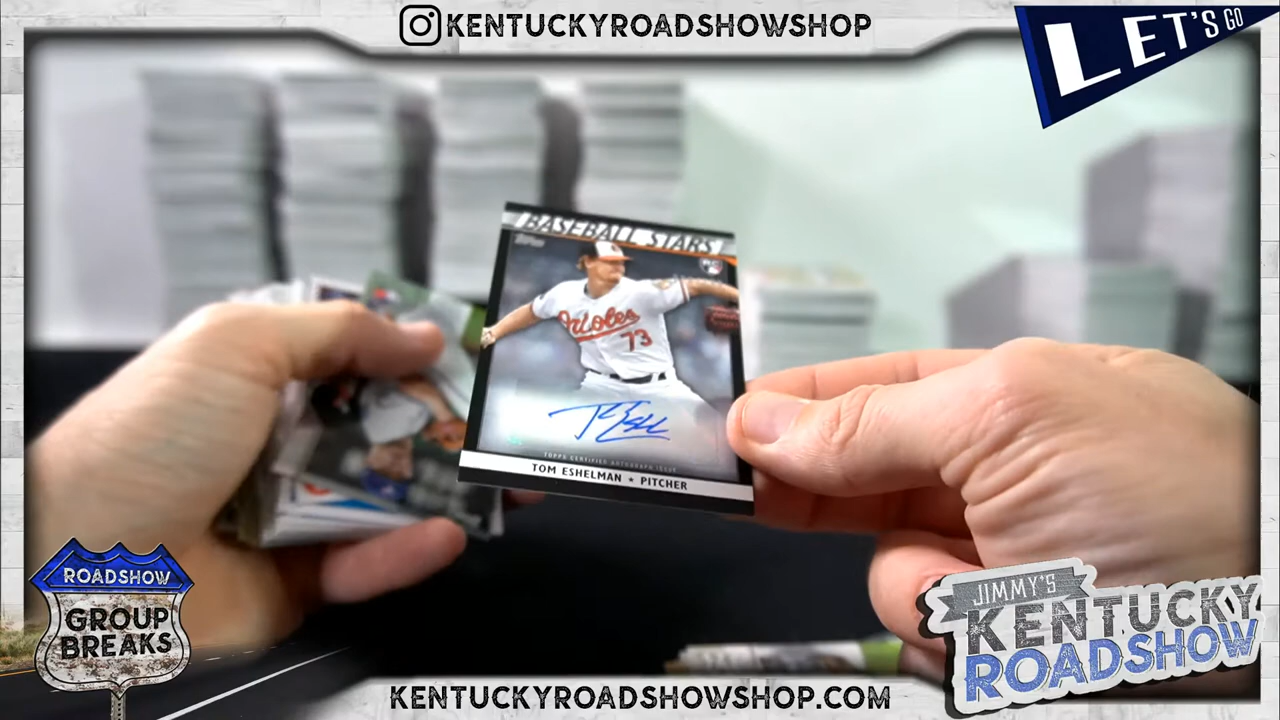 KENTUCKYROADSHOWSHOP
LET'S GO
BASEBALL STARS
Topps
RC
Orioles
73
TOPPS CERTIFIED AUTOGRAPH ISSUE
TOM ESHELMAN ★ PITCHER
ROADSHOW
GROUP
BREAKS
JIMMY'S
KENTUCKY
ROADSHOW
KENTUCKYROADSHOWSHOP.COM